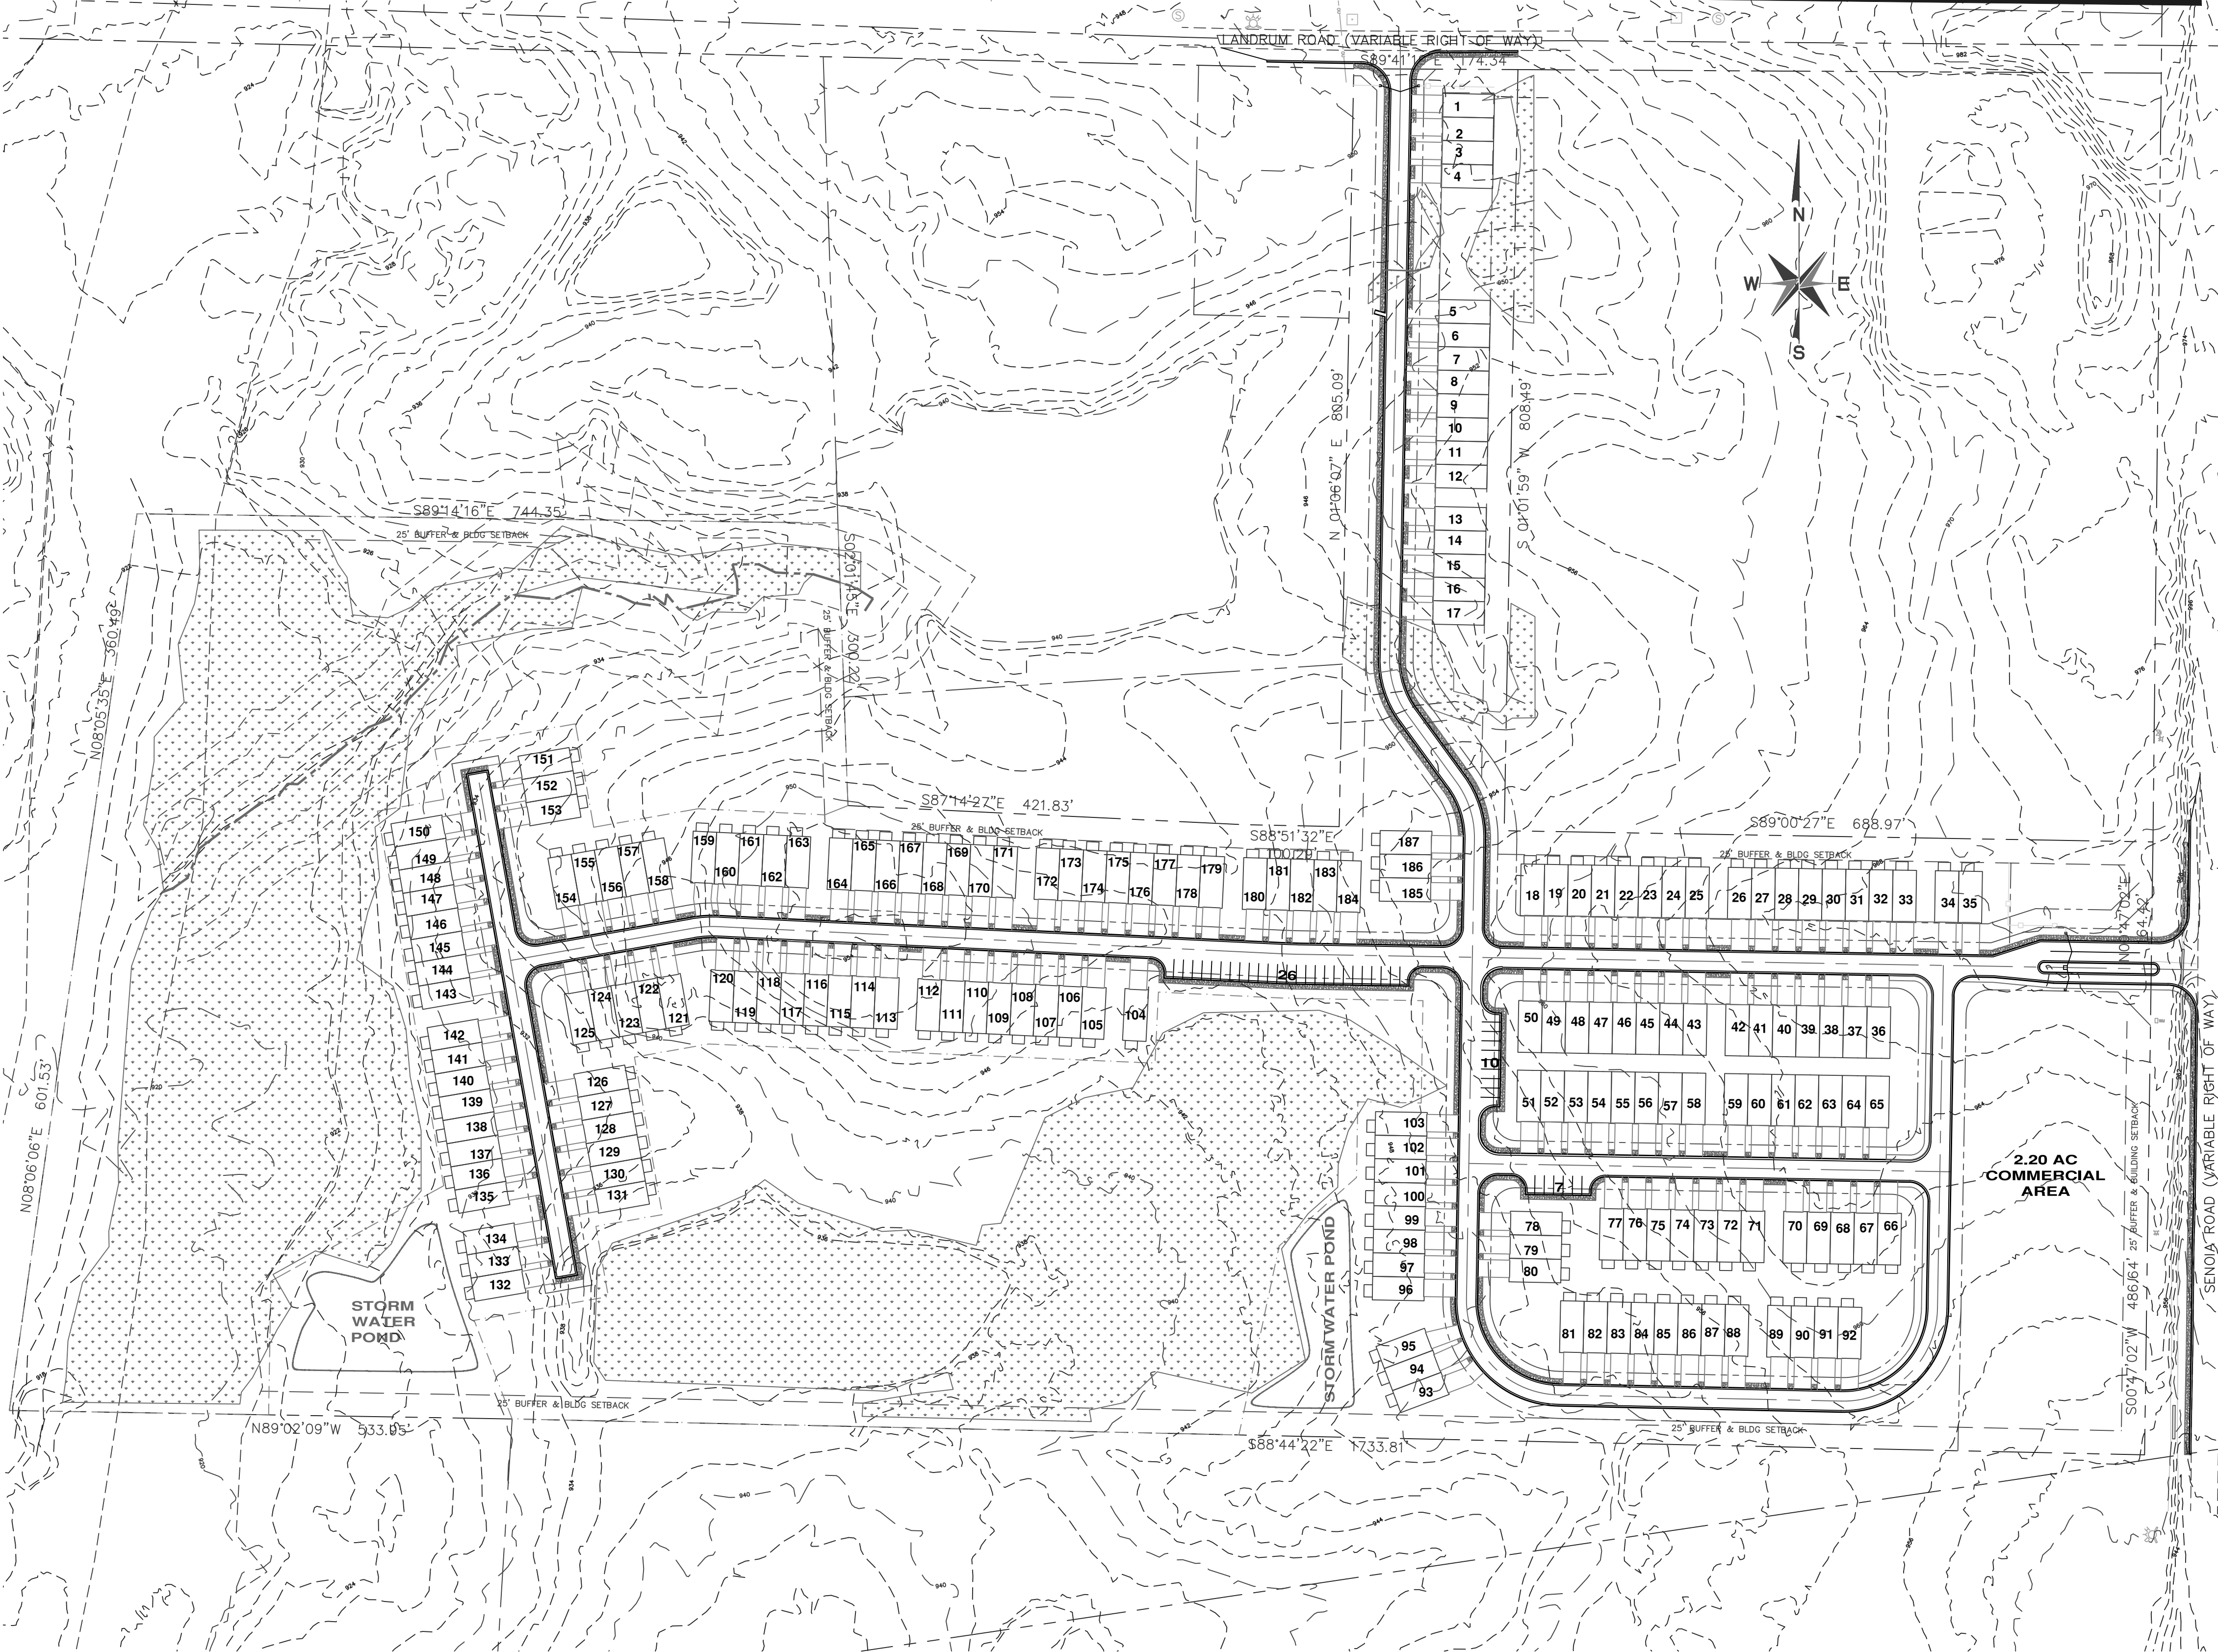 LANDRUM ROAD (VARIABLE RIGHT OF WAY)
174.34'
1
2
3
4
N
W E
S
5
6
7
8
9
10
11
12
N 01°06'07" E 805.09'
S 01°01'59" W 808.49'
13
14
15
16
17
S89°14'16"E 744.35'
25' BUFFER & BLDG SETBACK
S02°01'45"E 300.22'
25' BUFFER & BLDG SETBACK
N08°05'35"E 360.49'
N08°06'06"E 601.53'
S87°14'27"E 421.83'
25' BUFFER & BLDG SETBACK
S88°51'32"E
100.29'
S89°00'27"E 688.97'
25' BUFFER & BLDG SETBACK
151
152
153
150
149
148
147
146
145
144
143
142
141
140
139
138
137
136
135
134
133
132
154 155 156 157 158
159 160 161 162 163
164 165 166 167 168 169 170 171
172 173 174 175 176 177 178 179
180 181 182 183 184
187
186
185
18 19 20 21 22 23 24 25
26 27 28 29 30 31 32 33
34 35
125 124 123 122 121
120 119 118 117 116 115 114 113
112 111 110 109 108 107 106 105
104
26
10
7
50 49 48 47 46 45 44 43
42 41 40 39 38 37 36
51 52 53 54 55 56 57 58
59 60 61 62 63 64 65
126
127
128
129
130
131
103
102
101
100
99
98
97
96
95
94
93
78
79
80
77 76 75 74 73 72 71
70 69 68 67 66
81 82 83 84 85 86 87 88
89 90 91 92
2.20 AC
COMMERCIAL
AREA
STORM
WATER
POND
STORM WATER POND
S00°47'02"W 486.64'
25' BUFFER & BUILDING SETBACK
SENOIA ROAD (VARIABLE RIGHT OF WAY)
25' BUFFER & BLDG SETBACK
N89°02'09"W 533.95'
S88°44'22"E 1733.81'
25' BUFFER & BLDG SETBACK